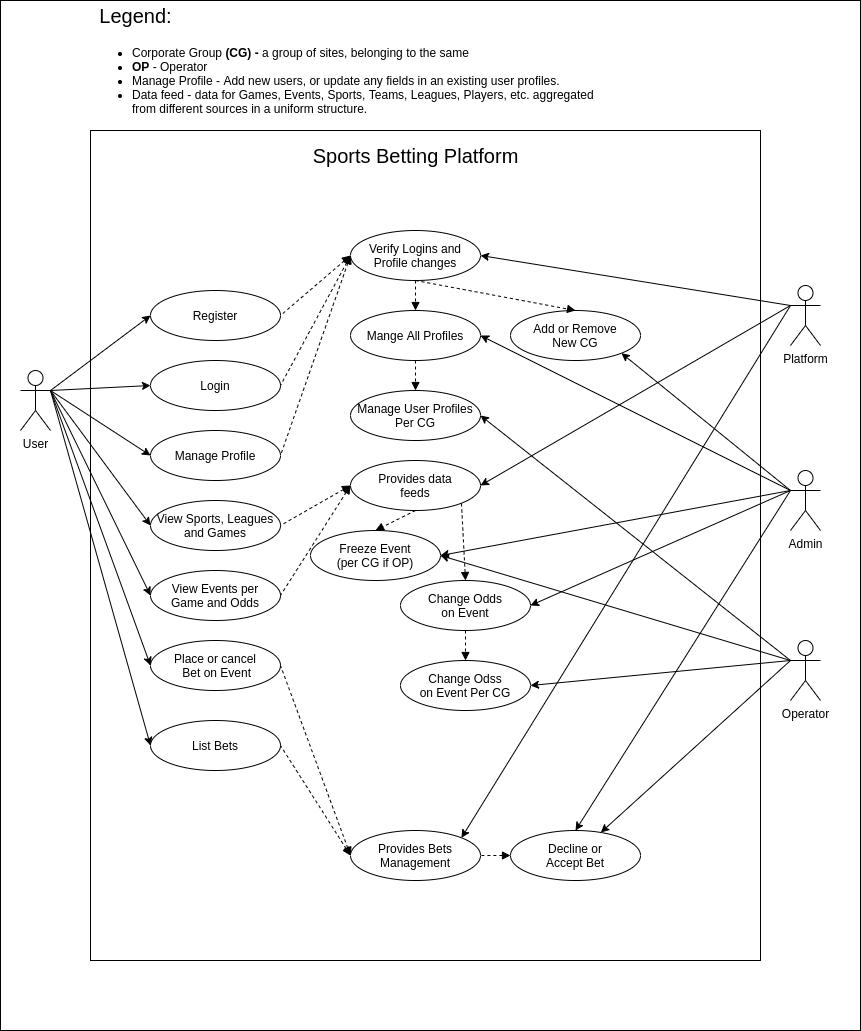 Legend:
Corporate Group (CG) - a group of sites, belonging to the same
OP - Operator
Manage Profile - Add new users, or update any fields in an existing user profiles.
Data feed - data for Games, Events, Sports, Teams, Leagues, Players, etc. aggregated
from different sources in a uniform structure.
Sports Betting Platform
Verify Logins and
Profile changes
Register
Mange All Profiles
Add or Remove
New CG
Platform
Login
User
Manage User Profiles
Per CG
Manage Profile
Provides data
feeds
View Sports, Leagues
and Games
Admin
Freeze Event
(per CG if OP)
View Events per
Game and Odds
Change Odds
on Event
Place or cancel
Bet on Event
Change Odss
on Event Per CG
Operator
List Bets
Provides Bets
Management
Decline or
Accept Bet